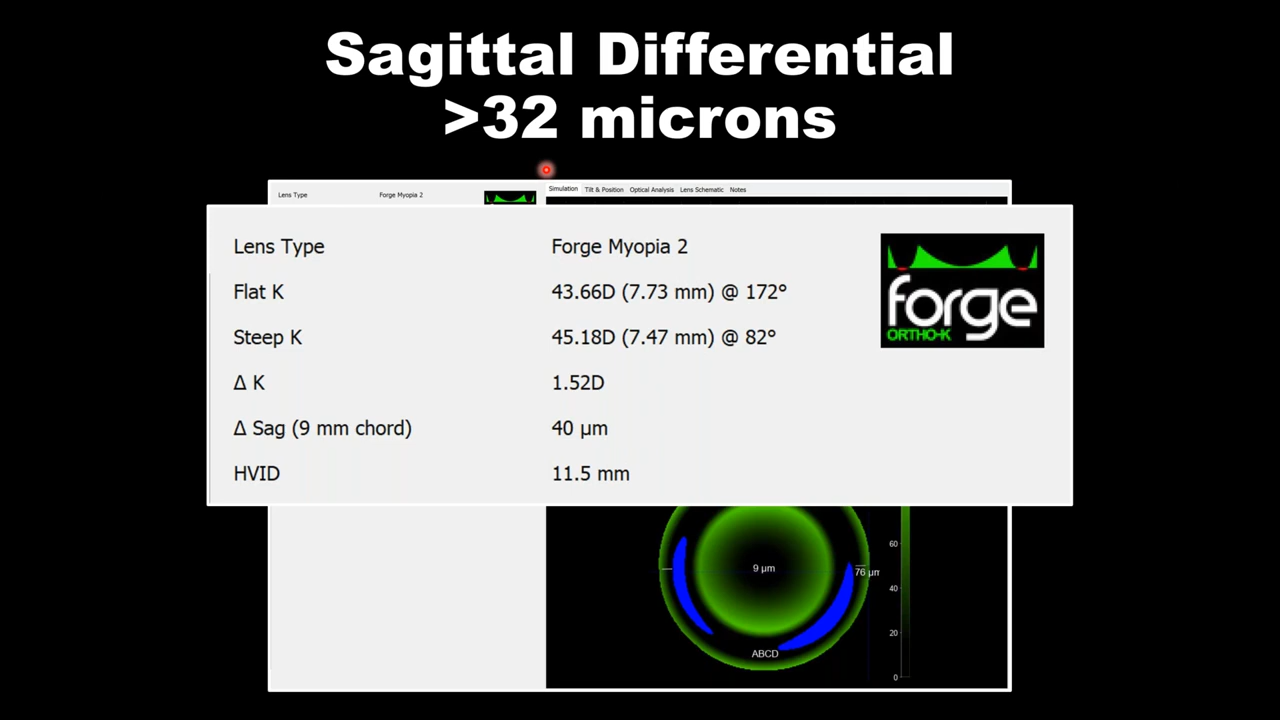 Sagittal Differential
>32 microns
Lens Type Forge Myopia 2
Simulation Tilt & Position Optical Analysis Lens Schematic Notes
Lens Type Forge Myopia 2
Flat K 43.66D (7.73 mm) @ 172°
Steep K 45.18D (7.47 mm) @ 82°
Δ K 1.52D
Δ Sag (9 mm chord) 40 µm
HVID 11.5 mm
forge
ORTHO-K
60
9 µm
76 µm
40
20
ABCD
0